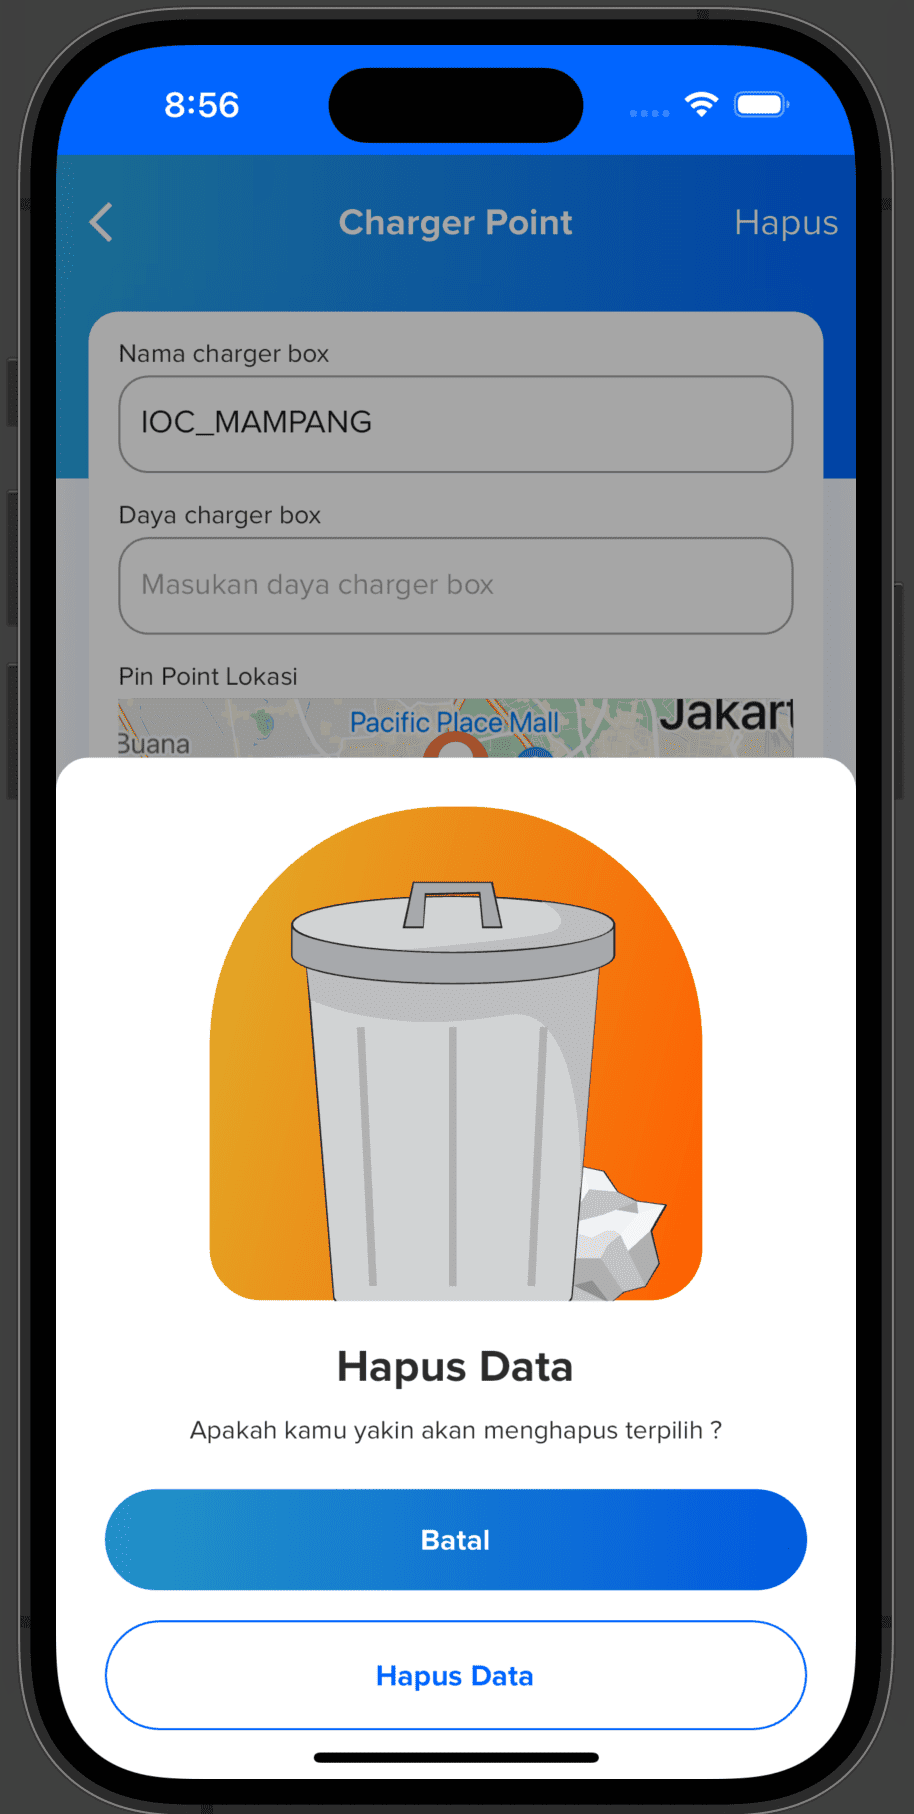 8:56
Charger Point
Hapus
Nama charger box
IOC_MAMPANG
Daya charger box
Masukan daya charger box
Pin Point Lokasi
Pacific Place Mall
Buana
Hapus Data
Apakah kamu yakin akan menghapus terpilih ?
Batal
Hapus Data